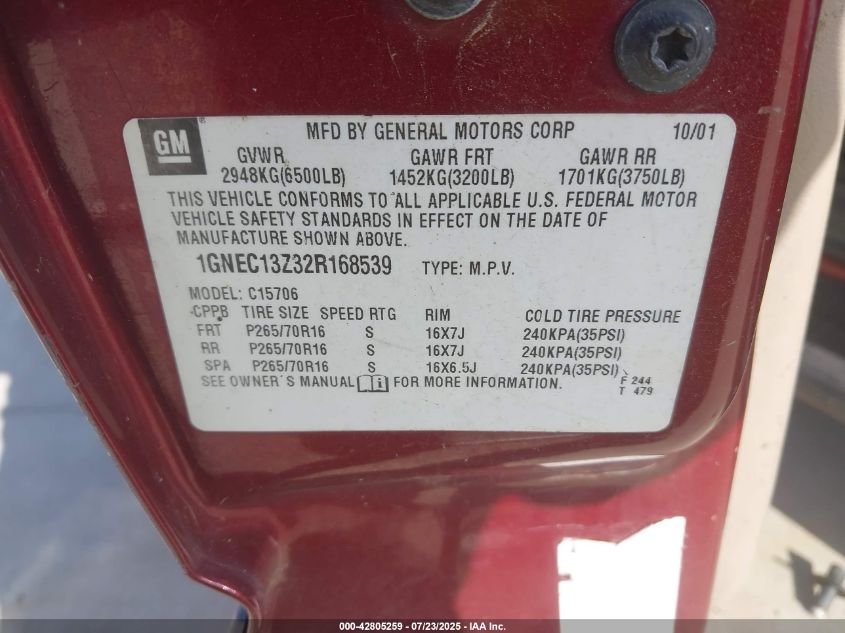 GM
MFD BY GENERAL MOTORS CORP 10/01
GVWR GAWR FRT GAWR RR
2948KG(6500LB) 1452KG(3200LB) 1701KG(3750LB)
THIS VEHICLE CONFORMS TO ALL APPLICABLE U.S. FEDERAL MOTOR
VEHICLE SAFETY STANDARDS IN EFFECT ON THE DATE OF
MANUFACTURE SHOWN ABOVE.
1GNEC13Z32R168539 TYPE: M.P.V.
MODEL: C15706
CPPB TIRE SIZE SPEED RTG RIM COLD TIRE PRESSURE
FRT P265/70R16 S 16X7J 240KPA(35PSI)
RR P265/70R16 S 16X7J 240KPA(35PSI)
SPA P265/70R16 S 16X6.5J 240KPA(35PSI)
SEE OWNER'S MANUAL FOR MORE INFORMATION. F 244
T 479
000-42805259 - 07/23/2025 - IAA Inc.